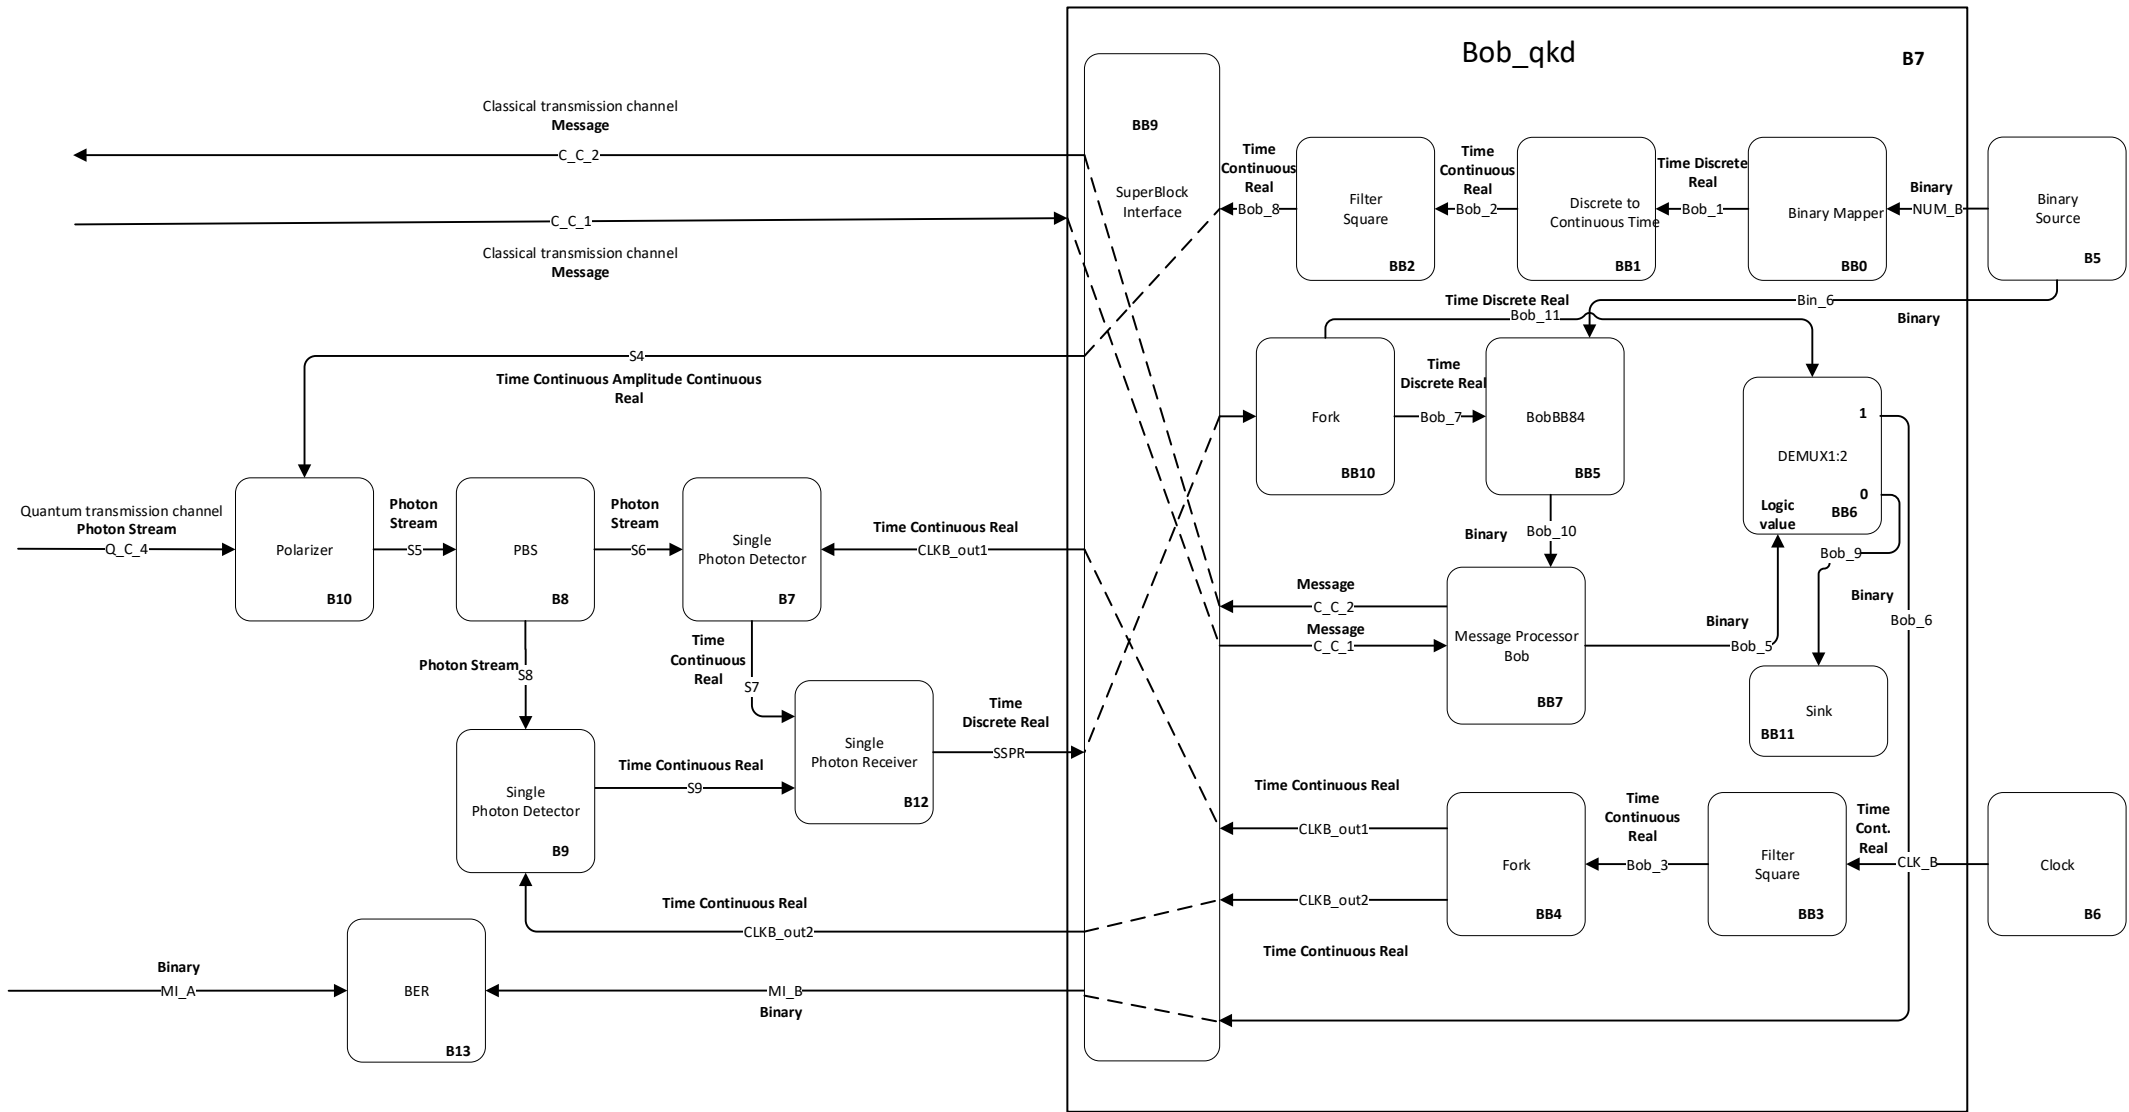 Bob_qkd
B7
Classical transmission channel
Message
C_C_2
C_C_1
Classical transmission channel
Message
BB9
SuperBlock
Interface
Time
Continuous
Real
Bob_8
Filter
Square
BB2
Time
Continuous
Real
Bob_2
Discrete to
Continuous Time
BB1
Time Discrete
Real
Bob_1
Binary Mapper
BB0
Binary
NUM_B
Binary
Source
B5
Time Discrete Real
Bob_11
Bin_6
Binary
S4
Time Continuous Amplitude Continuous
Real
Fork
BB10
Time
Discrete Real
Bob_7
BobBB84
BB5
1
DEMUX1:2
0
Logic
value
BB6
Quantum transmission channel
Photon Stream
Q_C_4
Polarizer
B10
Photon
Stream
S5
PBS
B8
Photon
Stream
S6
Single
Photon Detector
B7
Time Continuous Real
CLKB_out1
Binary
Bob_10
Bob_9
Binary
Bob_6
Message
C_C_2
Message
C_C_1
Message Processor
Bob
BB7
Binary
Bob_5
Sink
BB11
Photon Stream
S8
Time
Continuous
Real
S7
Single
Photon Receiver
B12
Time
Discrete Real
SSPR
Single
Photon Detector
B9
Time Continuous Real
S9
Time Continuous Real
CLKB_out1
CLKB_out2
Time Continuous Real
Fork
BB4
Time
Continuous
Real
Bob_3
Filter
Square
BB3
Time
Cont.
Real
CLK_B
Clock
B6
Time Continuous Real
CLKB_out2
Binary
MI_A
BER
B13
MI_B
Binary